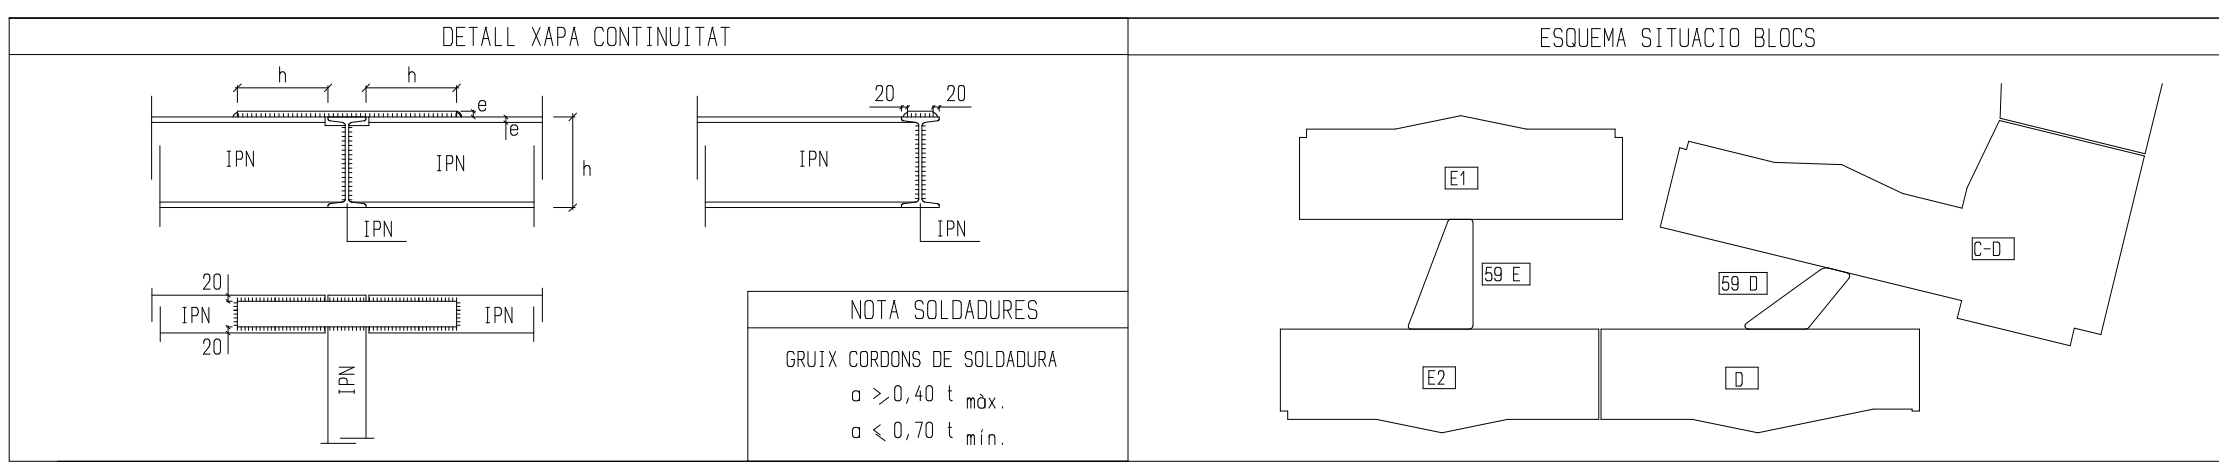 DETALL XAPA CONTINUITAT
h
h
e
e
IPN
IPN
h
IPN
20
20
IPN
IPN
20
IPN
IPN
20
IPN
NOTA SOLDADURES
GRUIX CORDONS DE SOLDADURA
a ⩾ 0,40 t màx.
a ⩽ 0,70 t mín.
ESQUEMA SITUACIO BLOCS
E1
C-D
59 E
59 D
E2
D